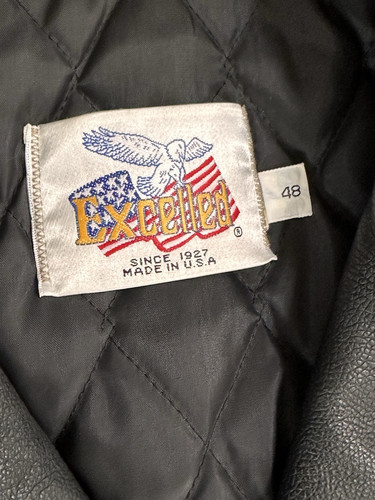 Excelled
®
SINCE 1927
MADE IN U.S.A
48